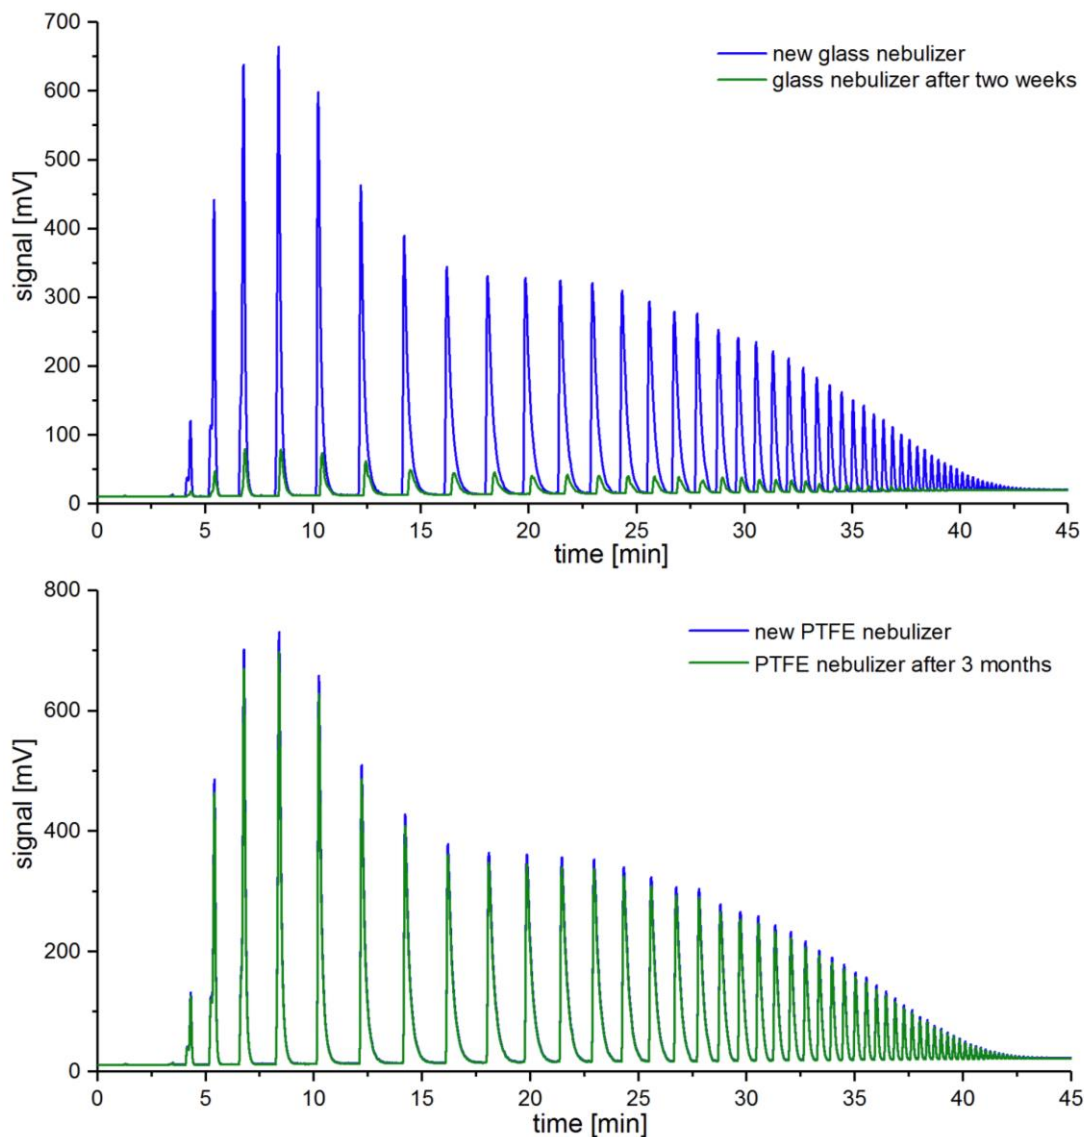 700
600
500
400
300
200
100
0
signal [mV]
new glass nebulizer
glass nebulizer after two weeks
0 5 10 15 20 25 30 35 40 45
time [min]
800
600
400
200
0
signal [mV]
new PTFE nebulizer
PTFE nebulizer after 3 months
0 5 10 15 20 25 30 35 40 45
time [min]